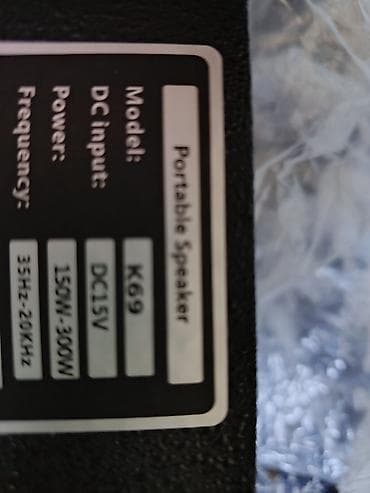 Portable Speaker
Model: K69
DC input: DC15V
Power: 150W-300W
Frequency: 35Hz-20KHz